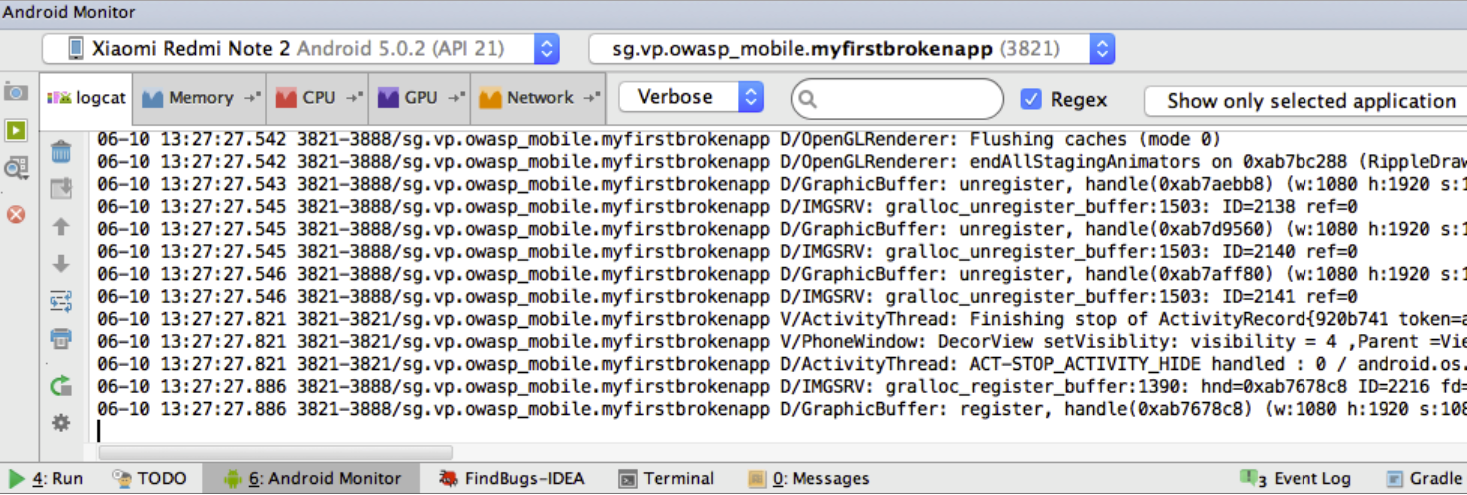 Android Monitor
Xiaomi Redmi Note 2 Android 5.0.2 (API 21) sg.vp.owasp_mobile.myfirstbrokenapp (3821)
logcat Memory CPU GPU Network Verbose Regex Show only selected application
06-10 13:27:27.542 3821-3888/sg.vp.owasp_mobile.myfirstbrokenapp D/OpenGLRenderer: Flushing caches (mode 0)
06-10 13:27:27.542 3821-3888/sg.vp.owasp_mobile.myfirstbrokenapp D/OpenGLRenderer: endAllStagingAnimators on 0xab7bc288 (RippleDraw
06-10 13:27:27.543 3821-3888/sg.vp.owasp_mobile.myfirstbrokenapp D/GraphicBuffer: unregister, handle(0xab7aebb8) (w:1080 h:1920 s:1
06-10 13:27:27.545 3821-3888/sg.vp.owasp_mobile.myfirstbrokenapp D/IMGSRV: gralloc_unregister_buffer:1503: ID=2138 ref=0
06-10 13:27:27.545 3821-3888/sg.vp.owasp_mobile.myfirstbrokenapp D/GraphicBuffer: unregister, handle(0xab7d9560) (w:1080 h:1920 s:1
06-10 13:27:27.545 3821-3888/sg.vp.owasp_mobile.myfirstbrokenapp D/IMGSRV: gralloc_unregister_buffer:1503: ID=2140 ref=0
06-10 13:27:27.546 3821-3888/sg.vp.owasp_mobile.myfirstbrokenapp D/GraphicBuffer: unregister, handle(0xab7aff80) (w:1080 h:1920 s:1
06-10 13:27:27.546 3821-3888/sg.vp.owasp_mobile.myfirstbrokenapp D/IMGSRV: gralloc_unregister_buffer:1503: ID=2141 ref=0
06-10 13:27:27.821 3821-3821/sg.vp.owasp_mobile.myfirstbrokenapp V/ActivityThread: Finishing stop of ActivityRecord{920b741 token=a
06-10 13:27:27.821 3821-3821/sg.vp.owasp_mobile.myfirstbrokenapp V/PhoneWindow: DecorView setVisiblity: visibility = 4 ,Parent =Vie
06-10 13:27:27.821 3821-3821/sg.vp.owasp_mobile.myfirstbrokenapp D/ActivityThread: ACT-STOP_ACTIVITY_HIDE handled : 0 / android.os.
06-10 13:27:27.886 3821-3888/sg.vp.owasp_mobile.myfirstbrokenapp D/IMGSRV: gralloc_register_buffer:1390: hnd=0xab7678c8 ID=2216 fd=
06-10 13:27:27.886 3821-3888/sg.vp.owasp_mobile.myfirstbrokenapp D/GraphicBuffer: register, handle(0xab7678c8) (w:1080 h:1920 s:108
4: Run TODO 6: Android Monitor FindBugs-IDEA Terminal 0: Messages 3 Event Log Gradle